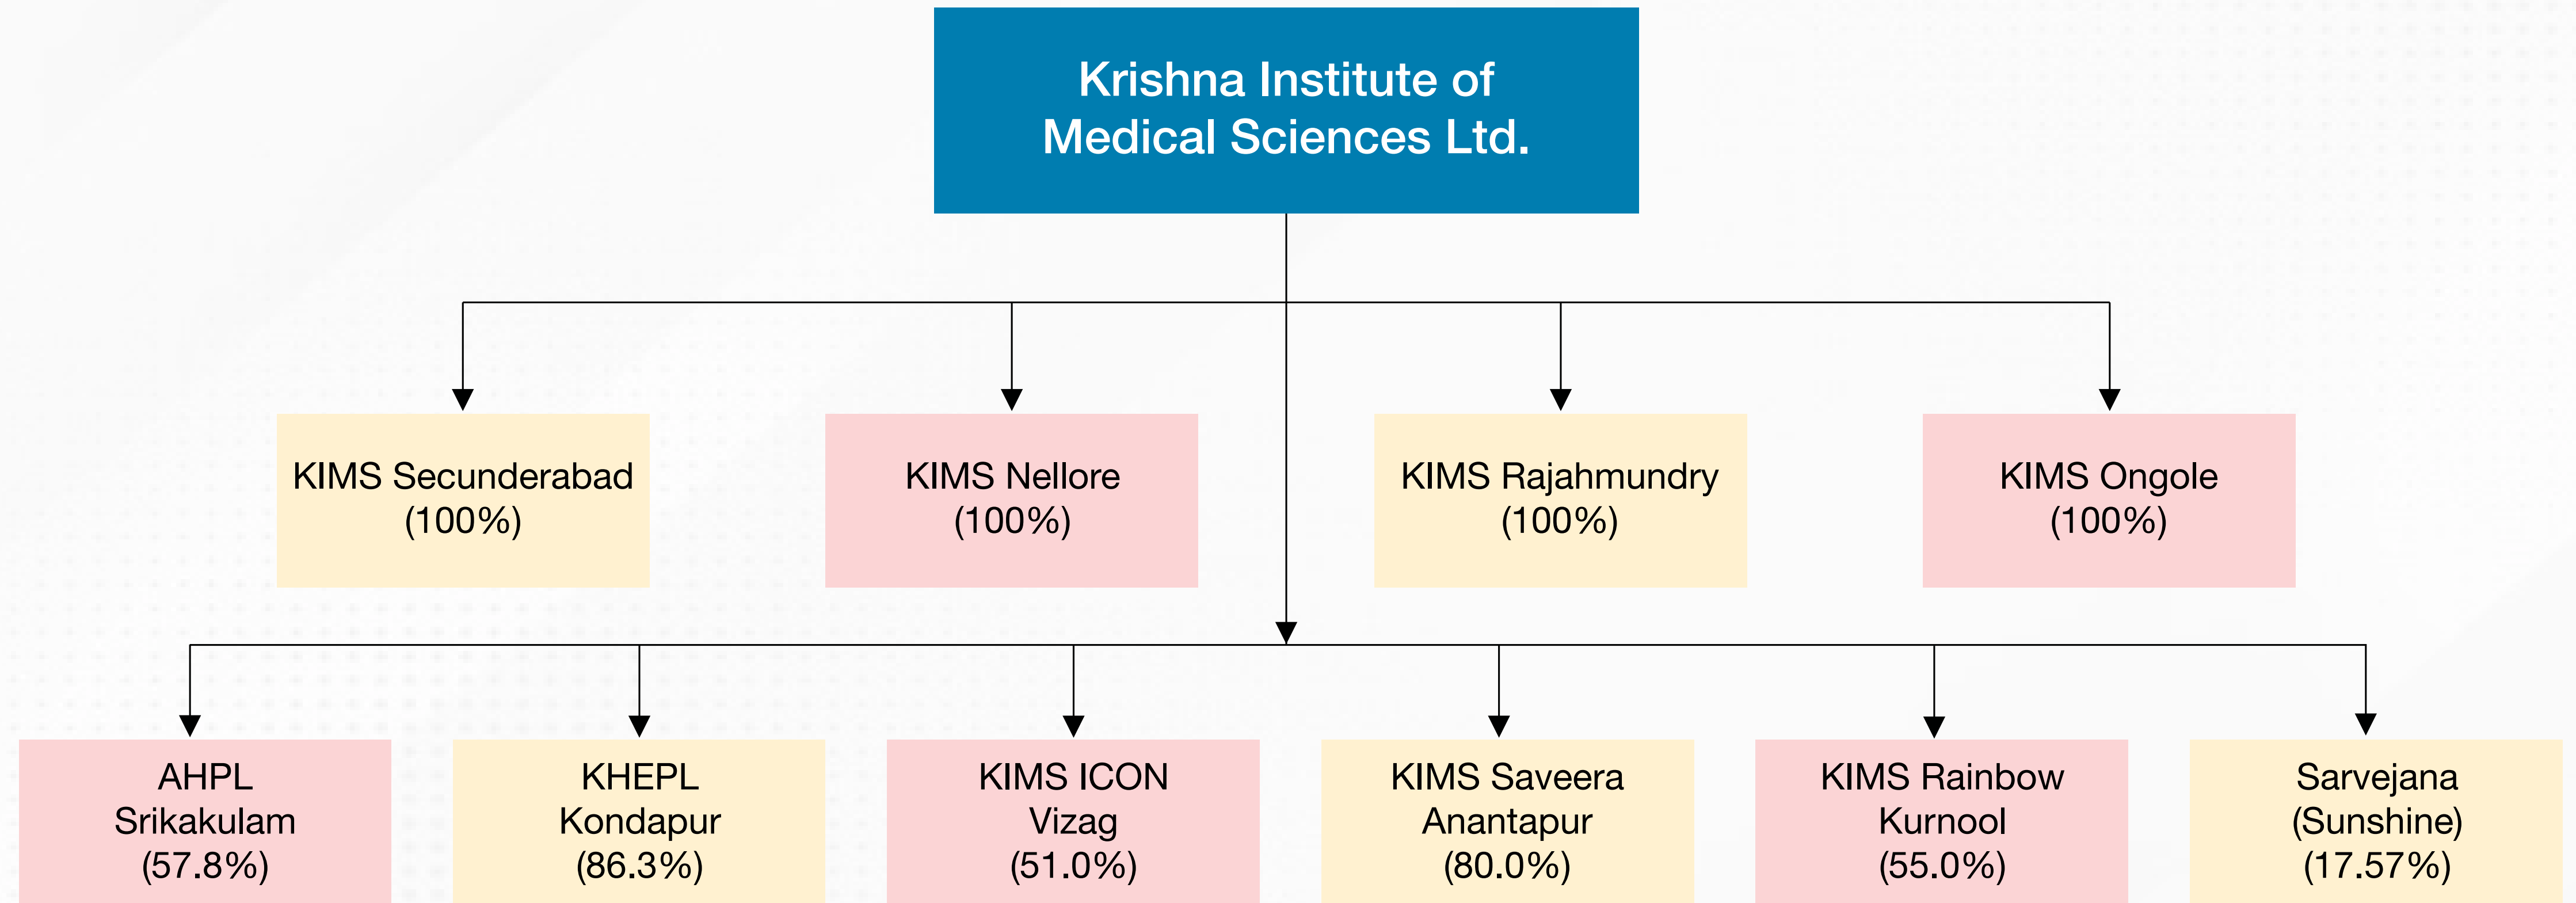 Krishna Institute of
Medical Sciences Ltd.
KIMS Secunderabad
(100%)
KIMS Nellore
(100%)
KIMS Rajahmundry
(100%)
KIMS Ongole
(100%)
AHPL
Srikakulam
(57.8%)
KHEPL
Kondapur
(86.3%)
KIMS ICON
Vizag
(51.0%)
KIMS Saveera
Anantapur
(80.0%)
KIMS Rainbow
Kurnool
(55.0%)
Sarvejana
(Sunshine)
(17.57%)